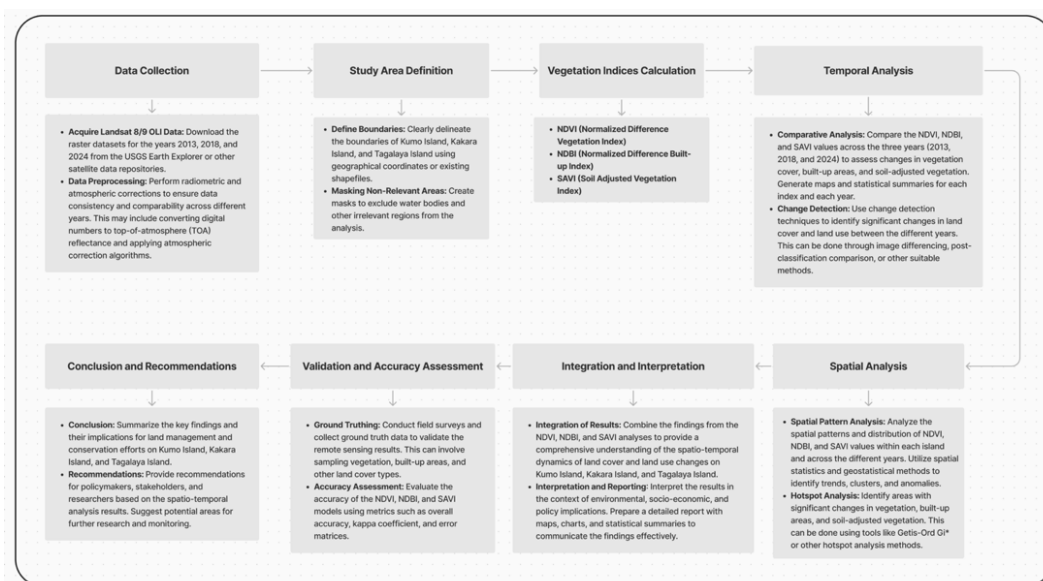 Data Collection
Study Area Definition
Vegetation Indices Calculation
Temporal Analysis
• Acquire Landsat 8/9 OLI Data: Download the
raster datasets for the years 2013, 2018, and
2024 from the USGS Earth Explorer or other
satellite data repositories.
• Data Preprocessing: Perform radiometric and
atmospheric corrections to ensure data
consistency and comparability across different
years. This may include converting digital
numbers to top-of-atmosphere (TOA)
reflectance and applying atmospheric
correction algorithms.
• Define Boundaries: Clearly delineate
the boundaries of Kumo Island, Kakara
Island, and Tagalaya Island using
geographical coordinates or existing
shapefiles.
• Masking Non-Relevant Areas: Create
masks to exclude water bodies and
other irrelevant regions from the
analysis.
• NDVI (Normalized Difference
Vegetation Index)
• NDBI (Normalized Difference Built-
up Index)
• SAVI (Soil Adjusted Vegetation
Index)
• Comparative Analysis: Compare the NDVI, NDBI,
and SAVI values across the three years (2013,
2018, and 2024) to assess changes in vegetation
cover, built-up areas, and soil-adjusted vegetation.
Generate maps and statistical summaries for each
index and each year.
• Change Detection: Use change detection
techniques to identify significant changes in land
cover and land use between the different years.
This can be done through image differencing, post-
classification comparison, or other suitable
methods.
Conclusion and Recommendations
Validation and Accuracy Assessment
Integration and Interpretation
Spatial Analysis
• Conclusion: Summarize the key findings and
their implications for land management and
conservation efforts on Kumo Island, Kakara
Island, and Tagalaya Island.
• Recommendations: Provide recommendations
for policymakers, stakeholders, and
researchers based on the spatio-temporal
analysis results. Suggest potential areas for
further research and monitoring.
• Ground Truthing: Conduct field surveys and
collect ground truth data to validate the
remote sensing results. This can involve
sampling vegetation, built-up areas, and
other land cover types.
• Accuracy Assessment: Evaluate the
accuracy of the NDVI, NDBI, and SAVI
models using metrics such as overall
accuracy, kappa coefficient, and error
matrices.
• Integration of Results: Combine the findings from the
NDVI, NDBI, and SAVI analyses to provide a
comprehensive understanding of the spatio-temporal
dynamics of land cover and land use changes on
Kumo Island, Kakara Island, and Tagalaya Island.
• Interpretation and Reporting: Interpret the results in
the context of environmental, socio-economic, and
policy implications. Prepare a detailed report with
maps, charts, and statistical summaries to
communicate the findings effectively.
• Spatial Pattern Analysis: Analyze the
spatial patterns and distribution of NDVI,
NDBI, and SAVI values within each island
and across the different years. Utilize spatial
statistics and geostatistical methods to
identify trends, clusters, and anomalies.
• Hotspot Analysis: Identify areas with
significant changes in vegetation, built-up
areas, and soil-adjusted vegetation. This
can be done using tools like Getis-Ord Gi*
or other hotspot analysis methods.